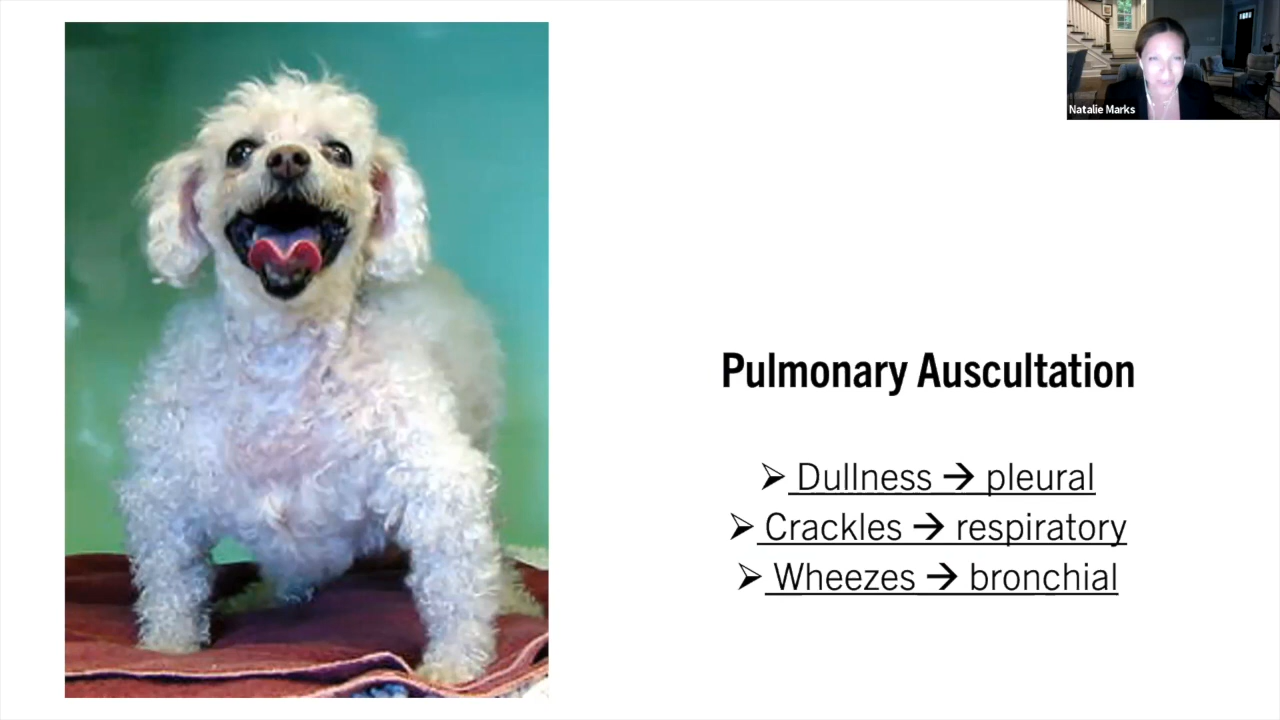 Natalie Marks
Pulmonary Auscultation
➢ Dullness → pleural
➢ Crackles → respiratory
➢ Wheezes → bronchial